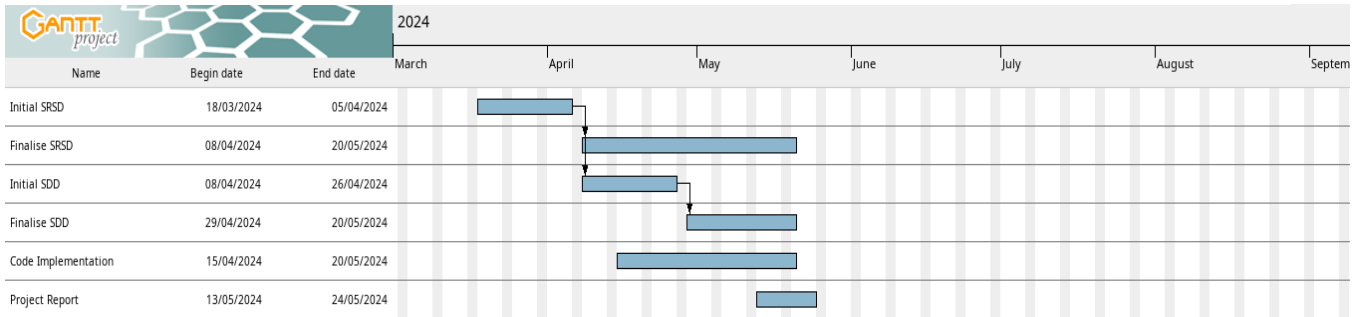 GANTT
project
2024
March April May June July August Septem
Name Begin date End date
Initial SRSD 18/03/2024 05/04/2024
Finalise SRSD 08/04/2024 20/05/2024
Initial SDD 08/04/2024 26/04/2024
Finalise SDD 29/04/2024 20/05/2024
Code Implementation 15/04/2024 20/05/2024
Project Report 13/05/2024 24/05/2024